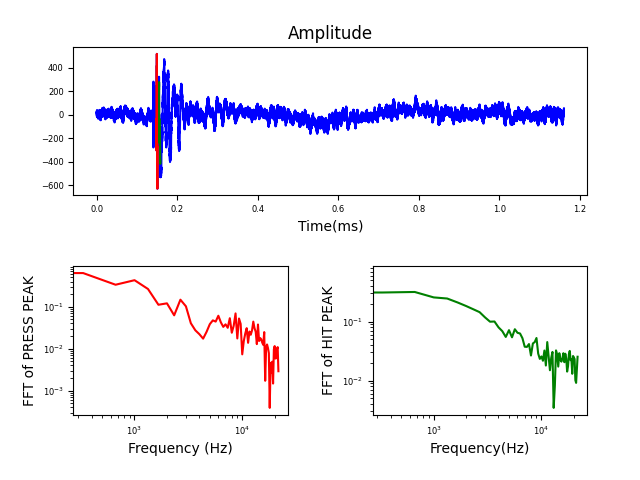 Amplitude
400
200
0
−200
−400
−600
0.0 0.2 0.4 0.6 0.8 1.0 1.2
Time(ms)
FFT of PRESS PEAK
10⁻¹
10⁻²
10⁻³
10³ 10⁴
Frequency (Hz)
FFT of HIT PEAK
10⁻¹
10⁻²
10³ 10⁴
Frequency(Hz)